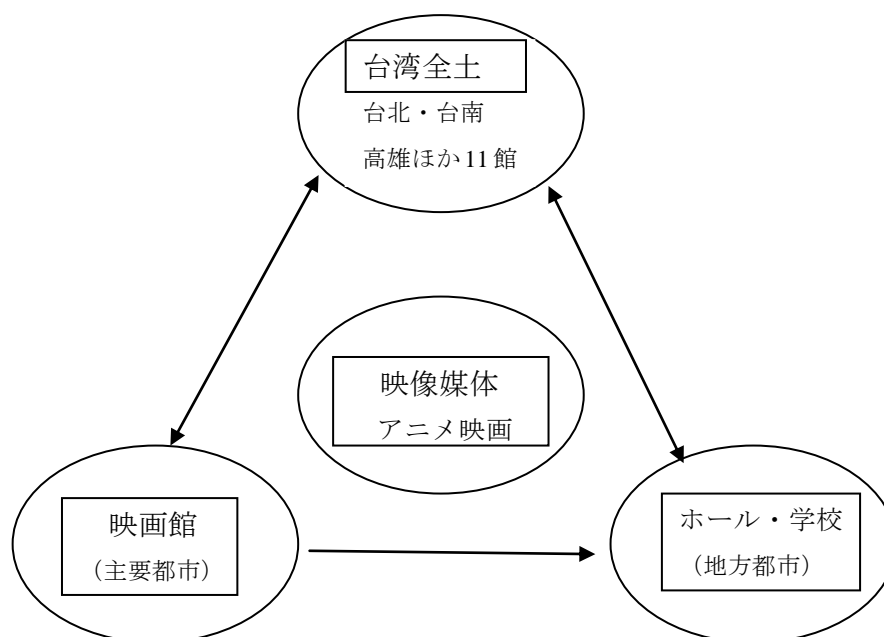 台湾全土
台北・台南
高雄ほか11館
映像媒体
アニメ映画
映画館
（主要都市）
ホール・学校
（地方都市）